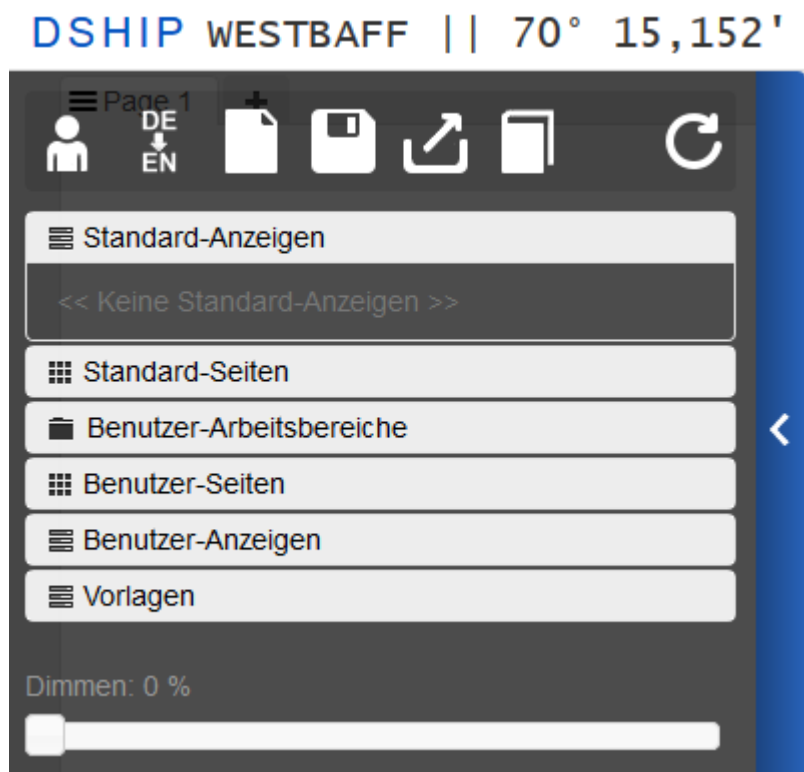 DSHIP WESTBAFF || 70° 15,152'
Page 1 +
DE
EN
Standard-Anzeigen
<< Keine Standard-Anzeigen >>
Standard-Seiten
Benutzer-Arbeitsbereiche
Benutzer-Seiten
Benutzer-Anzeigen
Vorlagen
Dimmen: 0 %